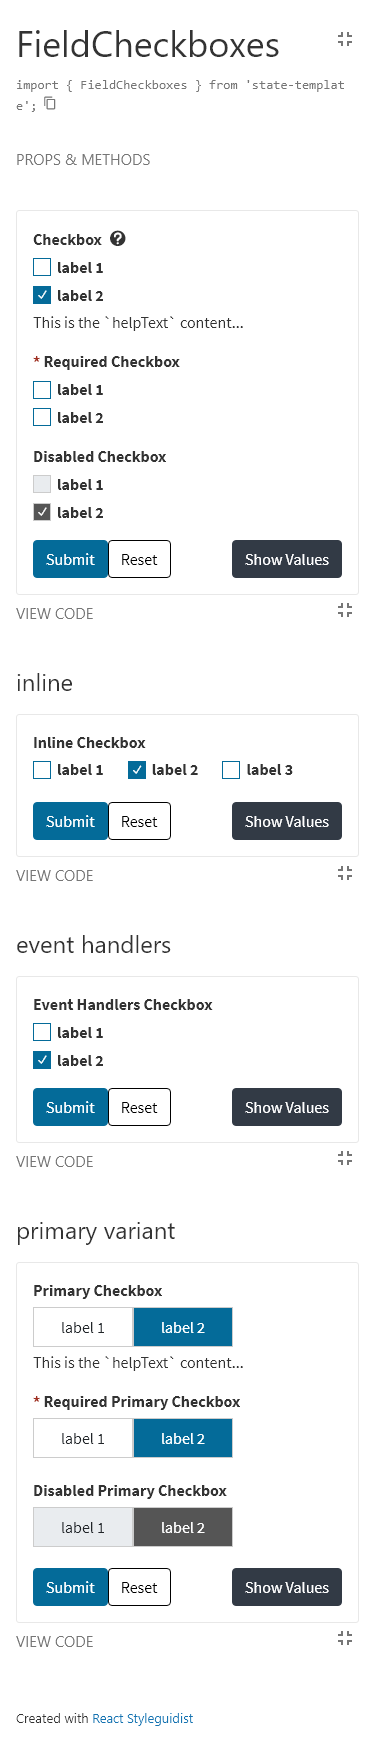 FieldCheckboxes
import { FieldCheckboxes } from 'state-templat
e';
PROPS & METHODS
Checkbox
label 1
label 2
This is the `helpText` content...
* Required Checkbox
label 1
label 2
Disabled Checkbox
label 1
label 2
Submit Reset Show Values
VIEW CODE
inline
Inline Checkbox
label 1 label 2 label 3
Submit Reset Show Values
VIEW CODE
event handlers
Event Handlers Checkbox
label 1
label 2
Submit Reset Show Values
VIEW CODE
primary variant
Primary Checkbox
label 1 label 2
This is the `helpText` content...
* Required Primary Checkbox
label 1 label 2
Disabled Primary Checkbox
label 1 label 2
Submit Reset Show Values
VIEW CODE
Created with React Styleguidist